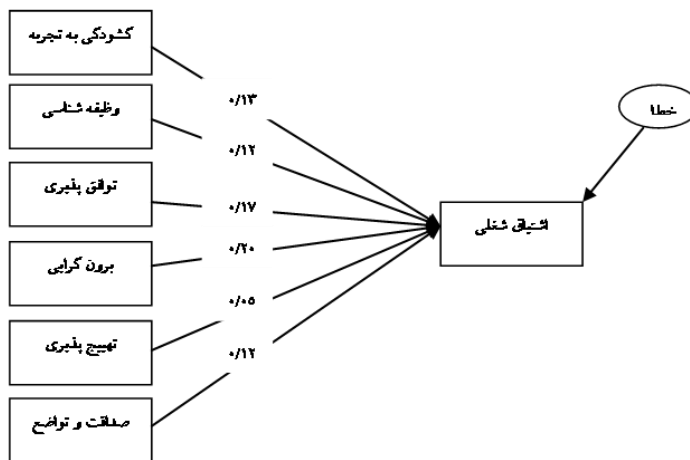 گشودگی به تجربه
۰/۱۳
وظیفه شناسی
۰/۱۲
توافق پذیری
۰/۱۷
برون گرایی
۰/۲۰
تهییج پذیری
۰/۰۵
صداقت و تواضع
۰/۱۲
اشتیاق شغلی
خطا